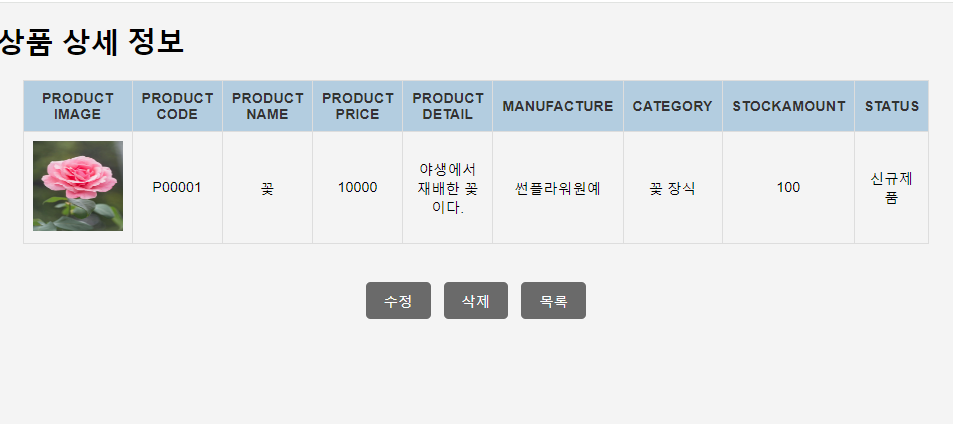 상품 상세 정보
PRODUCT IMAGE
PRODUCT CODE
PRODUCT NAME
PRODUCT PRICE
PRODUCT DETAIL
MANUFACTURE
CATEGORY
STOCKAMOUNT
STATUS
P00001
꽃
10000
야생에서
재배한 꽃
이다.
썬플라워원예
꽃 장식
100
신규제
품
수정
삭제
목록